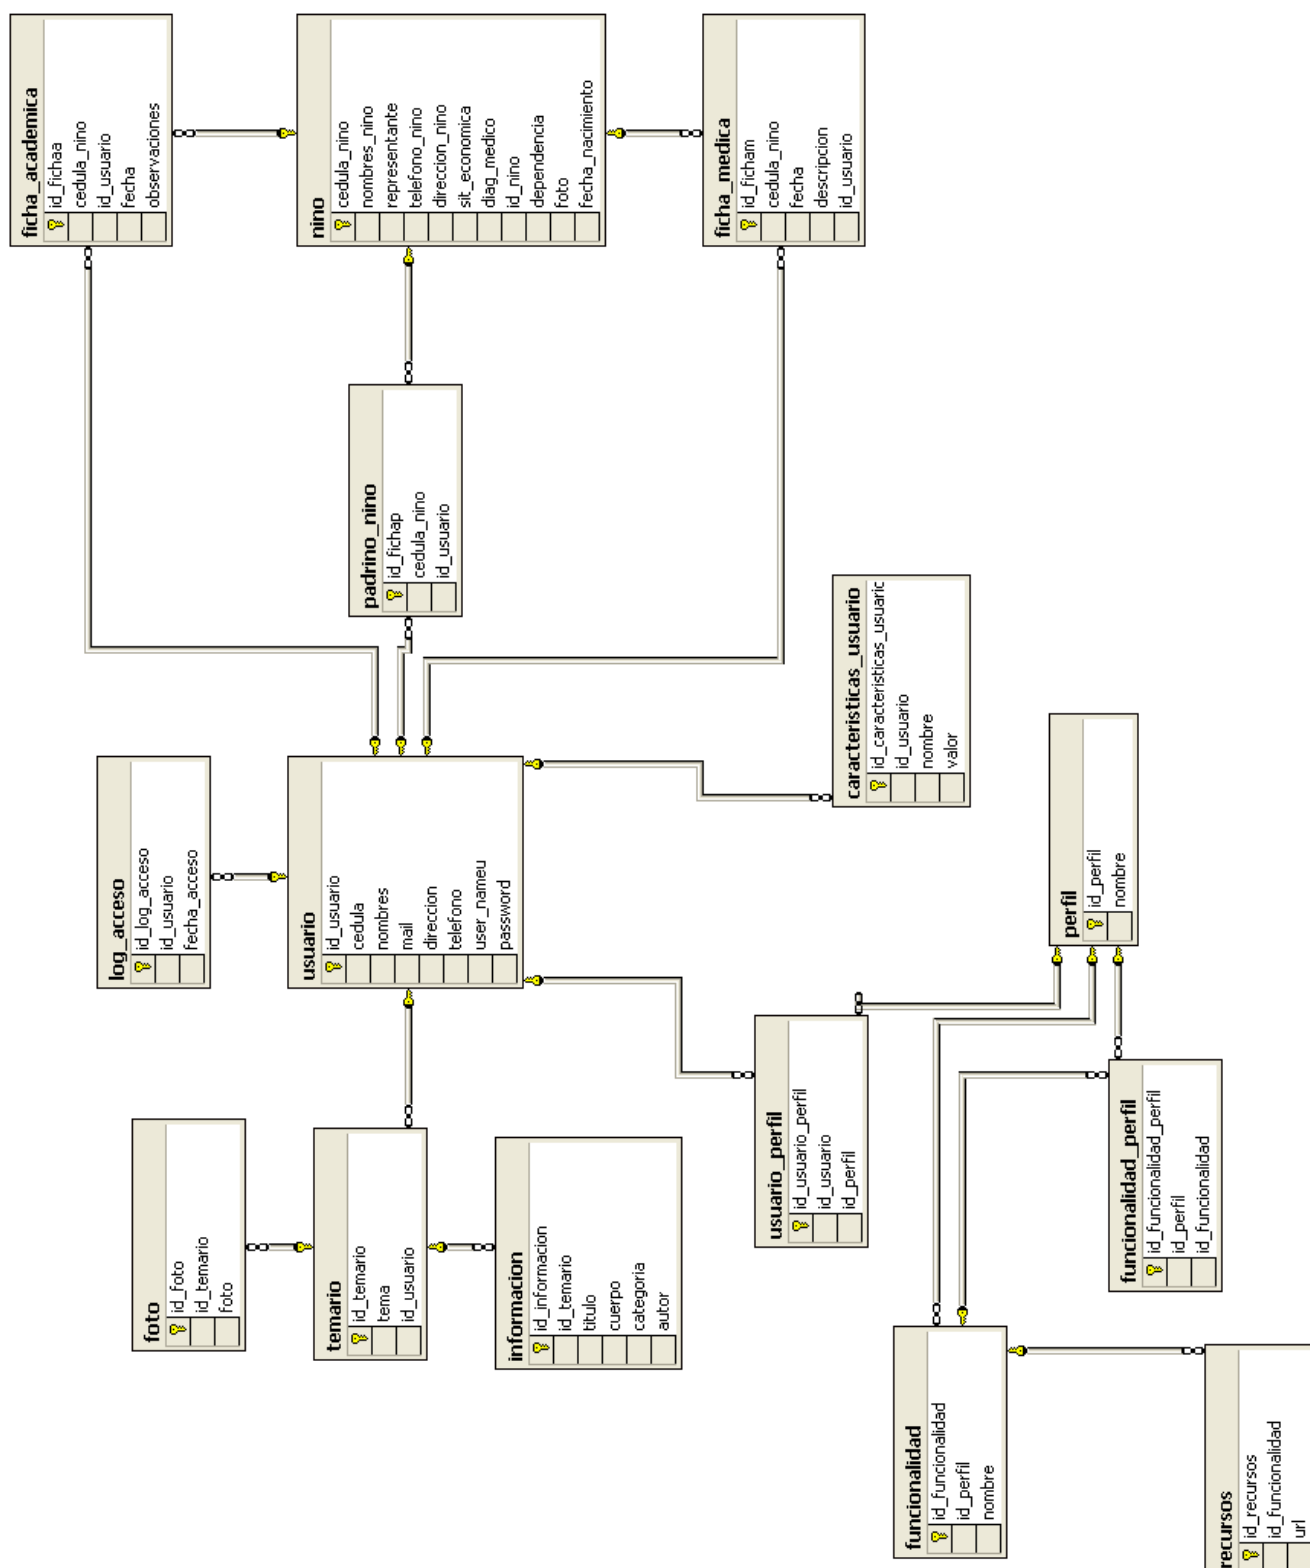 ficha_academica
id_fichaa
cedula_nino
id_usuario
fecha
observaciones
nino
cedula_nino
nombres_nino
representante
telefono_nino
direccion_nino
sit_economica
diag_medico
id_nino
dependencia
foto
fecha_nacimiento
ficha_medica
id_ficham
cedula_nino
fecha
descripcion
id_usuario
padrino_nino
id_fichap
cedula_nino
id_usuario
log_acceso
id_log_acceso
id_usuario
fecha_acceso
usuario
id_usuario
cedula
nombres
mail
direccion
telefono
user_nameu
password
caracteristicas_usuario
id_caracteristicas_usuaric
id_usuario
nombre
valor
perfil
id_perfil
nombre
foto
id_foto
id_temario
foto
temario
id_temario
tema
id_usuario
informacion
id_informacion
id_temario
titulo
cuerpo
categoria
autor
usuario_perfil
id_usuario_perfil
id_usuario
id_perfil
funcionalidad_perfil
id_funcionalidad_perfil
id_perfil
id_funcionalidad
funcionalidad
id_funcionalidad
id_perfil
nombre
recursos
id_recursos
id_funcionalidad
url